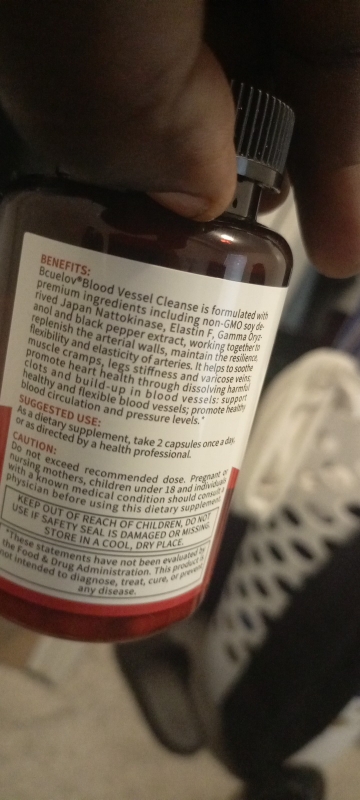 BENEFITS:
Bcuelov®Blood Vessel Cleanse is formulated with
premium ingredients including non-GMO soy de-
rived Japan Nattokinase, Elastin F, Gamma Oryz-
anol and black pepper extract, working together to
replenish the arterial walls, maintain the resilience,
flexibility and elasticity of arteries. It helps to soothe
muscle cramps, legs stiffness and varicose veins;
promote heart health through dissolving harmful
clots and build-up in blood vessels; support
healthy and flexible blood vessels; promote healthy
blood circulation and pressure levels.*
SUGGESTED USE:
As a dietary supplement, take 2 capsules once a day,
or as directed by a health professional.
CAUTION:
Do not exceed recommended dose. Pregnant or
nursing mothers, children under 18 and individuals
with a known medical condition should consult a
physician before using this dietary supplement.
KEEP OUT OF REACH OF CHILDREN, DO NOT
USE IF SAFETY SEAL IS DAMAGED OR MISSING.
STORE IN A COOL, DRY PLACE.
*These statements have not been evaluated by
the Food & Drug Administration. This product is
not intended to diagnose, treat, cure, or prevent
any disease.